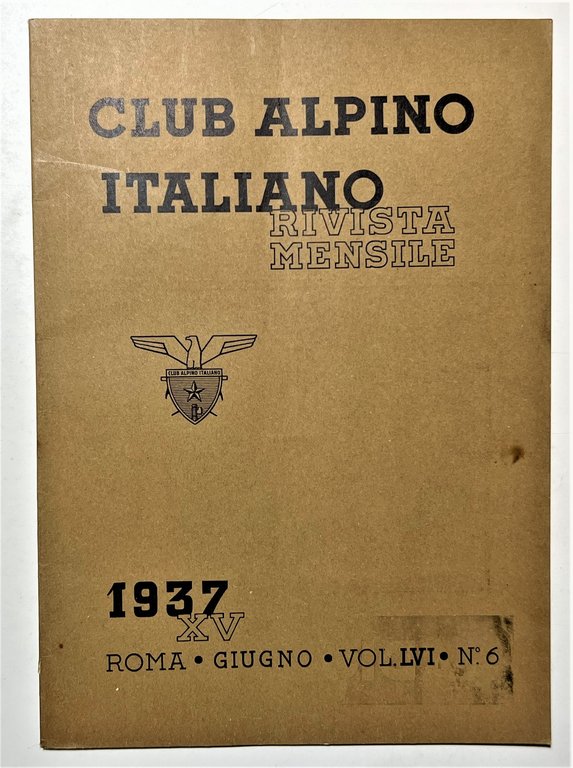 CLUB ALPINO
ITALIANO
RIVISTA
MENSILE
CLUB ALPINO ITALIANO
1937
XV
ROMA • GIUGNO • VOL. LVI • N.º 6